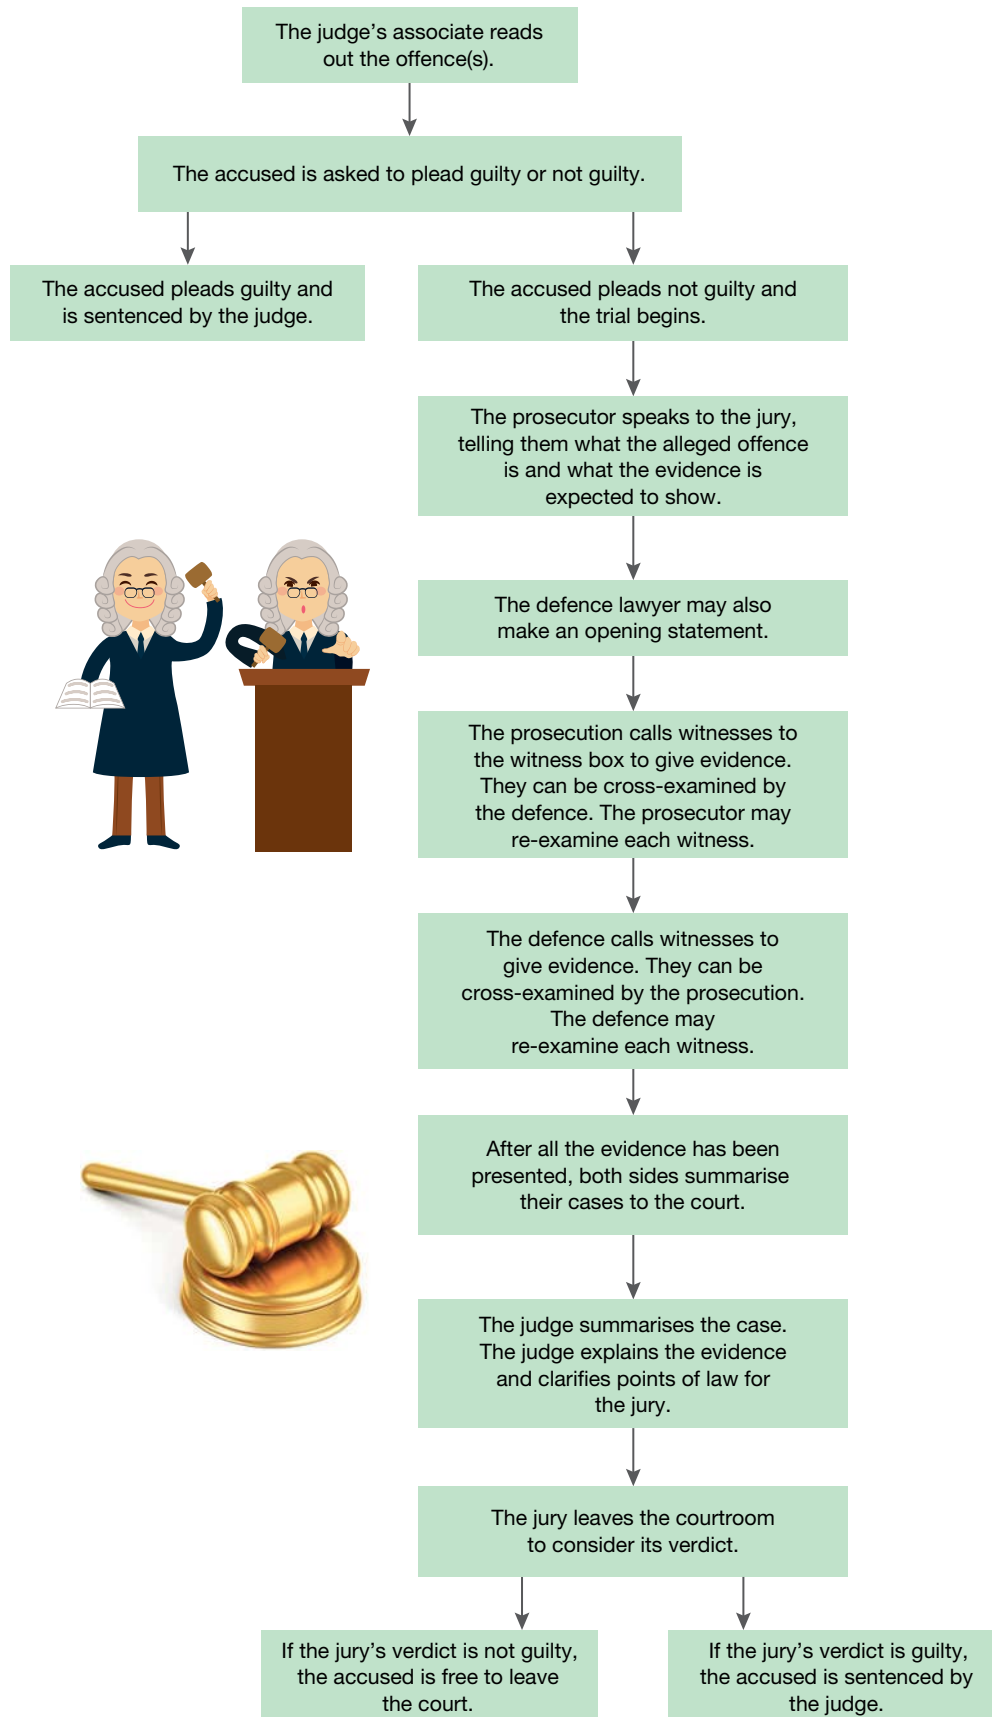 The judge’s associate reads
out the offence(s).
The accused is asked to plead guilty or not guilty.
The accused pleads guilty and
is sentenced by the judge.
The accused pleads not guilty and
the trial begins.
The prosecutor speaks to the jury,
telling them what the alleged offence
is and what the evidence is
expected to show.
The defence lawyer may also
make an opening statement.
The prosecution calls witnesses to
the witness box to give evidence.
They can be cross-examined by
the defence. The prosecutor may
re-examine each witness.
The defence calls witnesses to
give evidence. They can be
cross-examined by the prosecution.
The defence may
re-examine each witness.
After all the evidence has been
presented, both sides summarise
their cases to the court.
The judge summarises the case.
The judge explains the evidence
and clarifies points of law for
the jury.
The jury leaves the courtroom
to consider its verdict.
If the jury’s verdict is not guilty,
the accused is free to leave
the court.
If the jury’s verdict is guilty,
the accused is sentenced by
the judge.